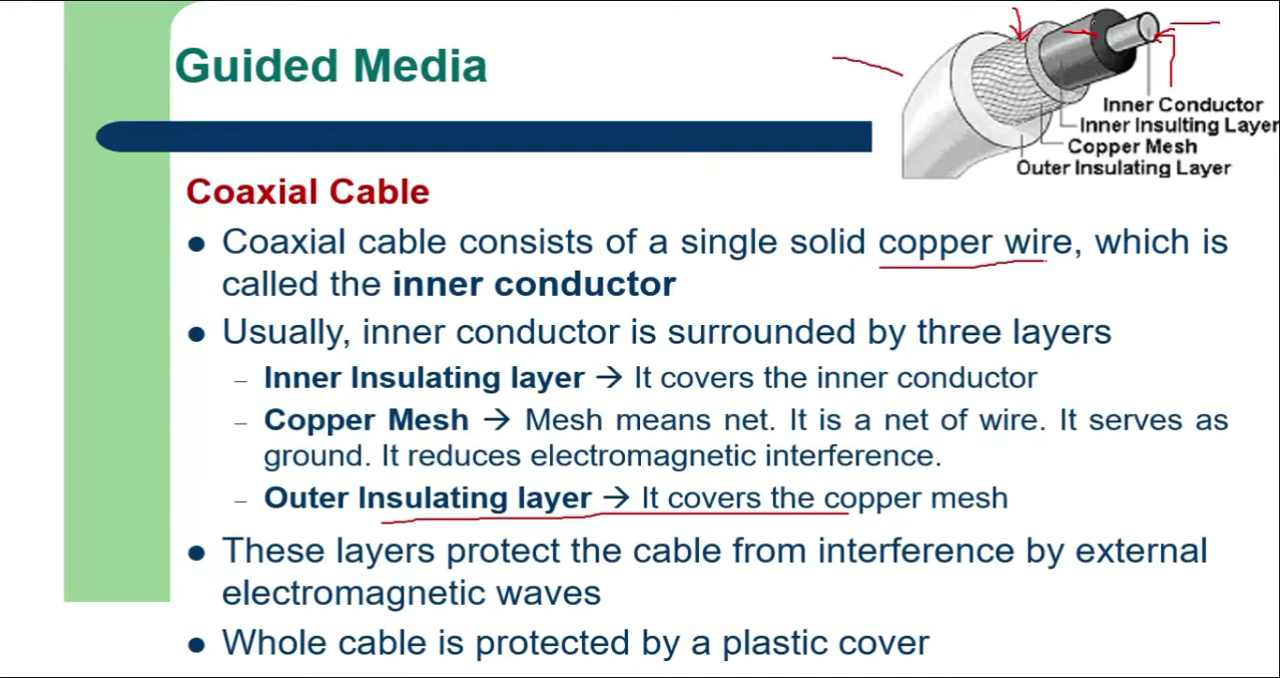 Guided Media
Inner Conductor
Inner Insulting Layer
Copper Mesh
Outer Insulating Layer
Coaxial Cable
● Coaxial cable consists of a single solid copper wire, which is
called the inner conductor
● Usually, inner conductor is surrounded by three layers
– Inner Insulating layer → It covers the inner conductor
– Copper Mesh → Mesh means net. It is a net of wire. It serves as
ground. It reduces electromagnetic interference.
– Outer Insulating layer → It covers the copper mesh
● These layers protect the cable from interference by external
electromagnetic waves
● Whole cable is protected by a plastic cover